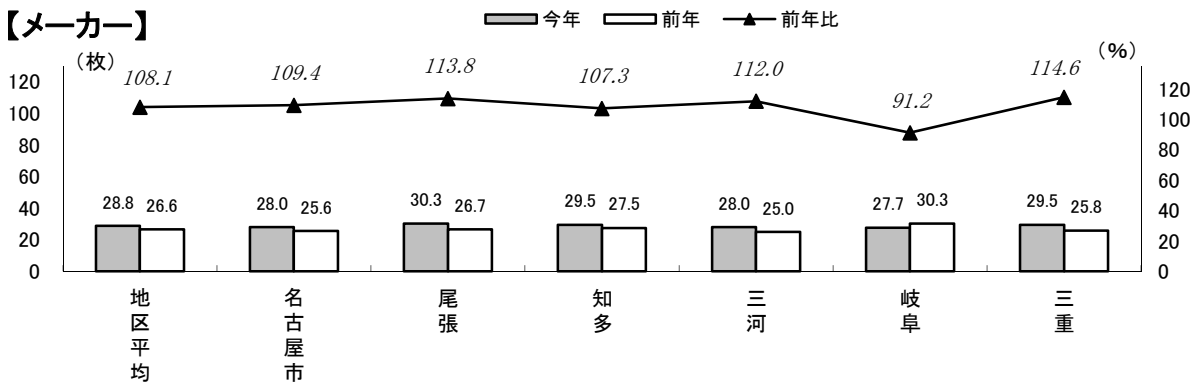 【メーカー】
今年 前年 前年比
（枚） （%）
108.1 109.4 113.8 107.3 112.0 91.2 114.6
120
100
80
60
40
20
0
120
100
80
60
40
20
0
28.8 26.6 28.0 25.6 30.3 26.7 29.5 27.5 28.0 25.0 27.7 30.3 29.5 25.8
地区平均
名古屋市
尾張
知多
三河
岐阜
三重